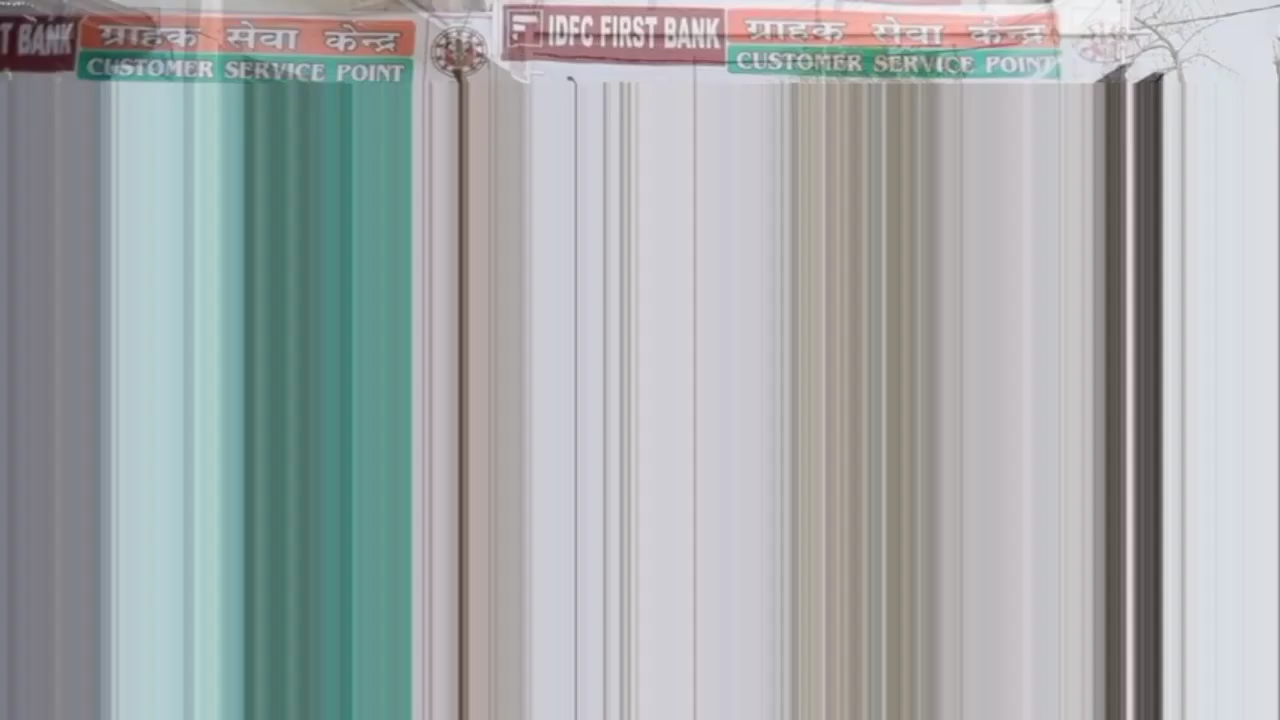 T BANK
ग्राहक सेवा केन्द्र
CUSTOMER SERVICE POINT
IDFC FIRST BANK
ग्राहक सेवा केन्द्र
CUSTOMER SERVICE POINT